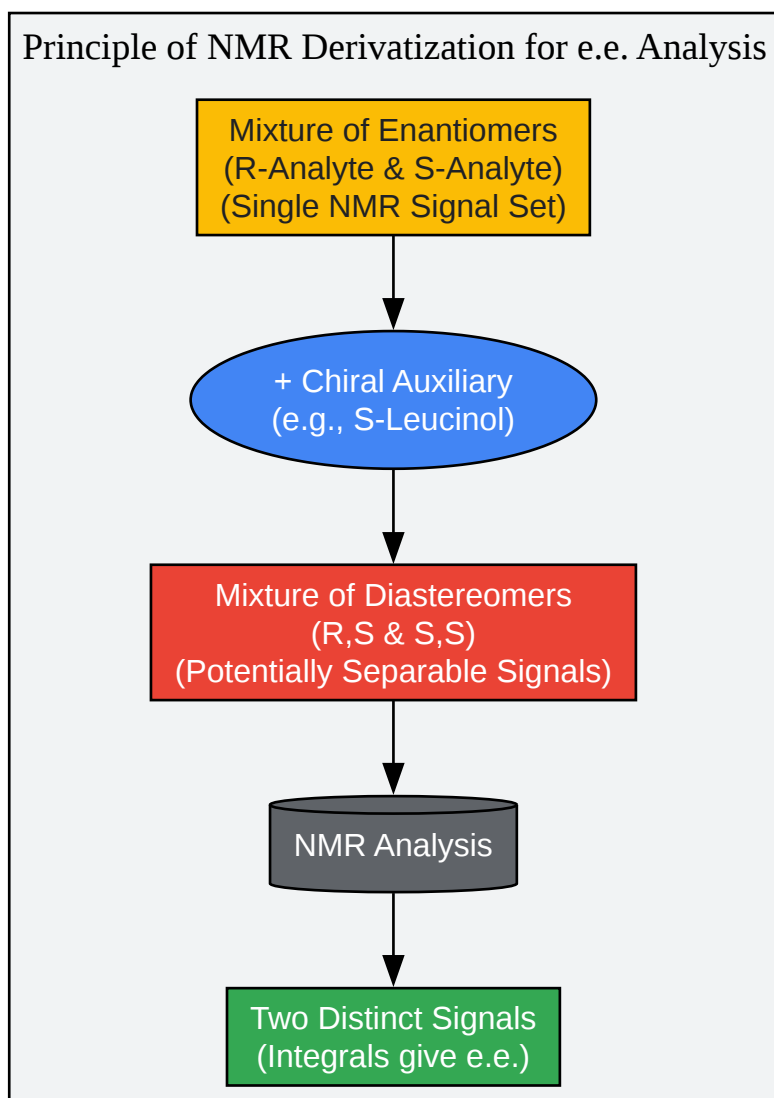 Principle of NMR Derivatization for e.e. Analysis
Mixture of Enantiomers
(R-Analyte & S-Analyte)
(Single NMR Signal Set)
+ Chiral Auxiliary
(e.g., S-Leucinol)
Mixture of Diastereomers
(R,S & S,S)
(Potentially Separable Signals)
NMR Analysis
Two Distinct Signals
(Integrals give e.e.)